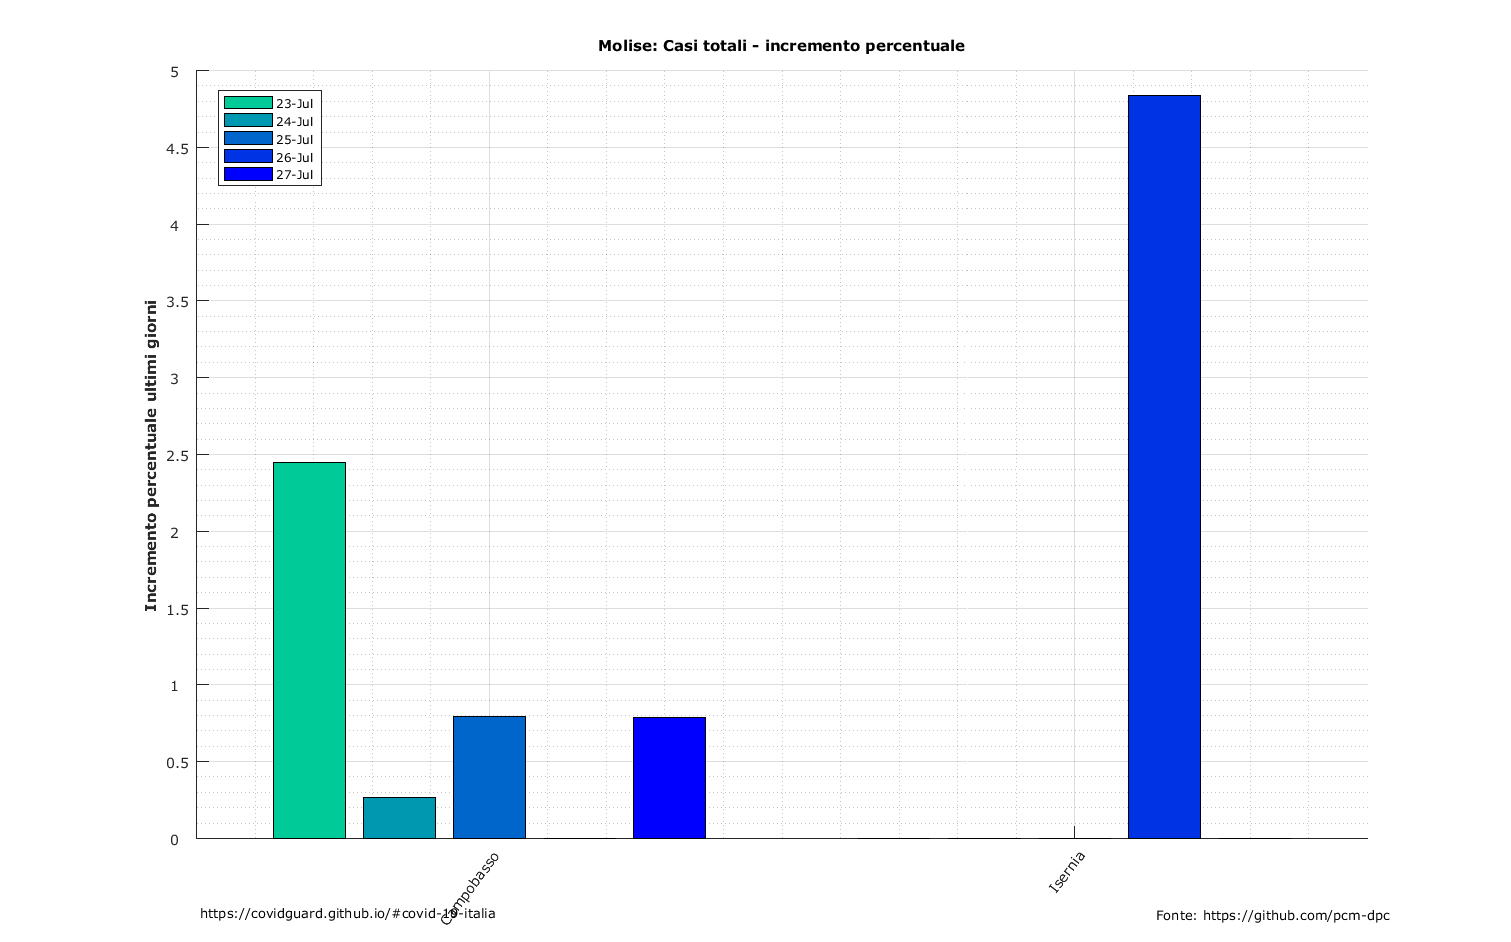 Molise: Casi totali - incremento percentuale
5
4.5
4
3.5
3
2.5
2
1.5
1
0.5
0
Incremento percentuale ultimi giorni
23-Jul
24-Jul
25-Jul
26-Jul
27-Jul
Campobasso
Isernia
https://covidguard.github.io/#covid-19-italia
Fonte: https://github.com/pcm-dpc